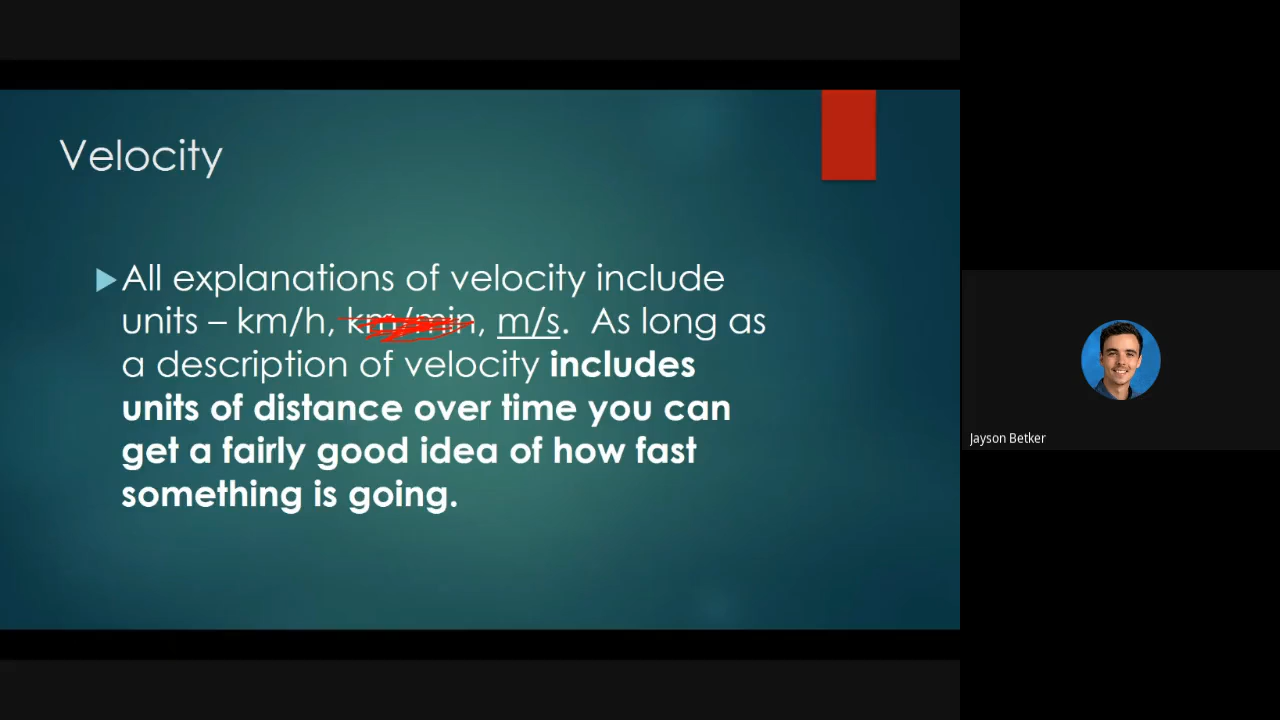 Velocity
All explanations of velocity include
units – km/h, km/min, m/s.  As long as
a description of velocity includes
units of distance over time you can
get a fairly good idea of how fast
something is going.
Jayson Betker